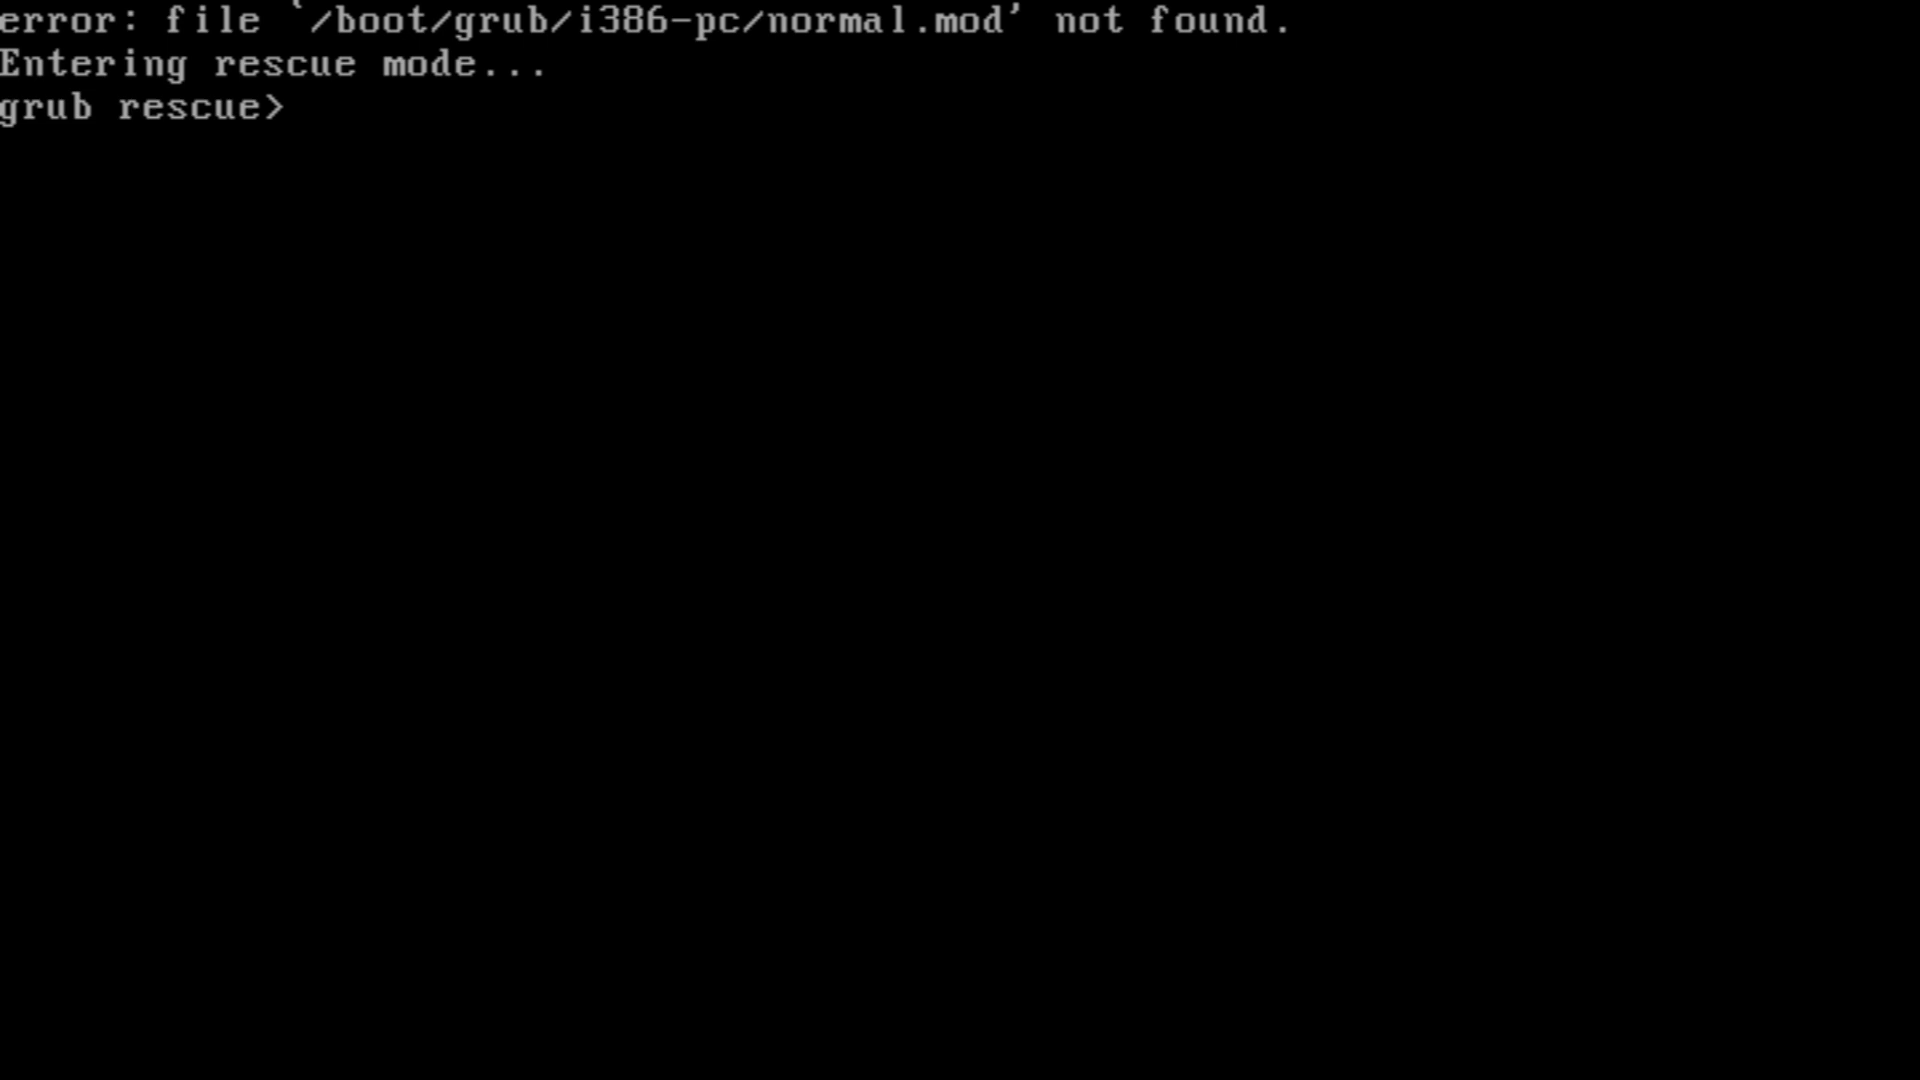 error: file `/boot/grub/i386-pc/normal.mod' not found.
Entering rescue mode...
grub rescue>